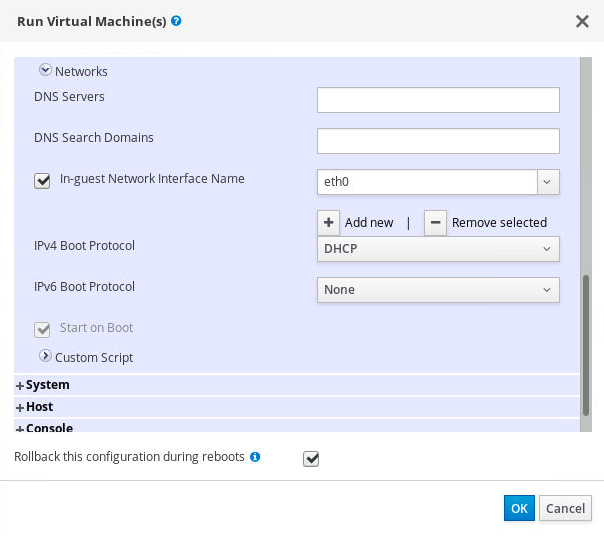 Run Virtual Machine(s)
Networks
DNS Servers
DNS Search Domains
In-guest Network Interface Name
eth0
Add new | Remove selected
IPv4 Boot Protocol
DHCP
IPv6 Boot Protocol
None
Start on Boot
Custom Script
System
Host
Console
Rollback this configuration during reboots
OK
Cancel